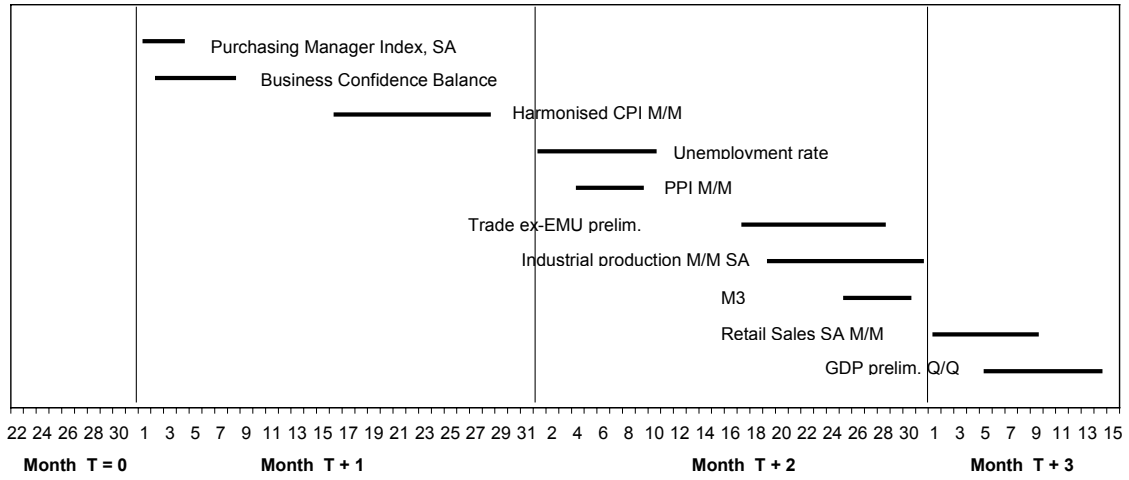 Purchasing Manager Index, SA
Business Confidence Balance
Harmonised CPI M/M
Unemployment rate
PPI M/M
Trade ex-EMU prelim.
Industrial production M/M SA
M3
Retail Sales SA M/M
GDP prelim. Q/Q
22 24 26 28 30 1 3 5 7 9 11 13 15 17 19 21 23 25 27 29 31 2 4 6 8 10 12 14 16 18 20 22 24 26 28 30 1 3 5 7 9 11 13 15
Month T = 0 Month T + 1 Month T + 2 Month T + 3